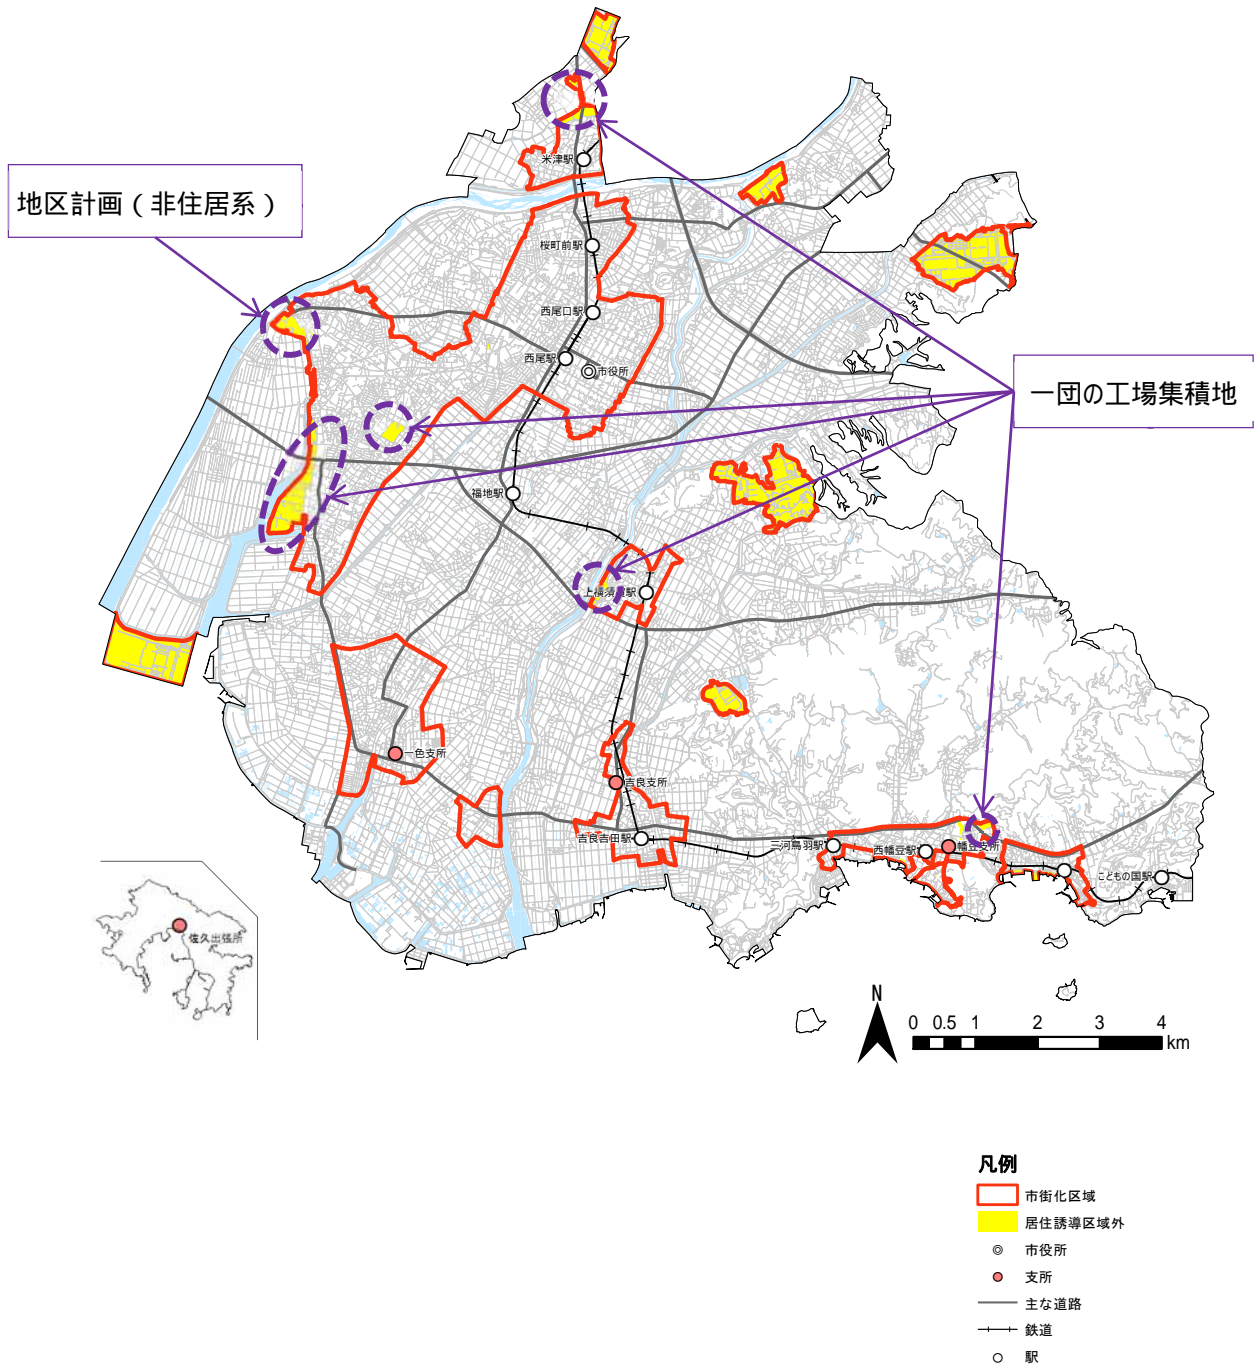 米津駅
地区計画（非住居系）
桜町前駅
西尾口駅
西尾駅
市役所
一団の工場集積地
福地駅
上横須賀駅
一色支所
吉良支所
吉良吉田駅
三河鳥羽駅
西幡豆駅
幡豆支所
こどもの国駅
佐久出張所
N
0 0.5 1 2 3 4
km
凡例
市街化区域
居住誘導区域外
市役所
支所
主な道路
鉄道
駅